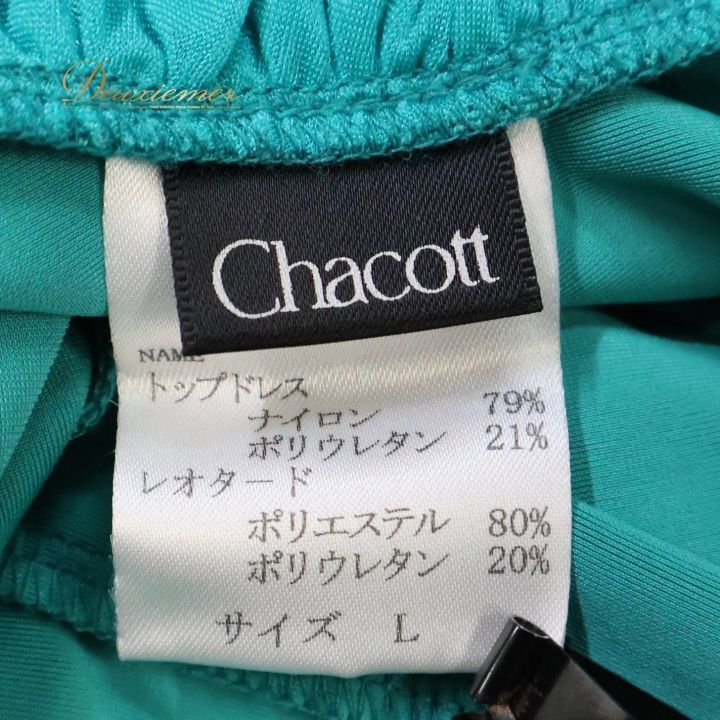 Deuxiemer
Chacott
NAME
トップドレス
ナイロン 79%
ポリウレタン 21%
レオタード
ポリエステル 80%
ポリウレタン 20%
サイズ L